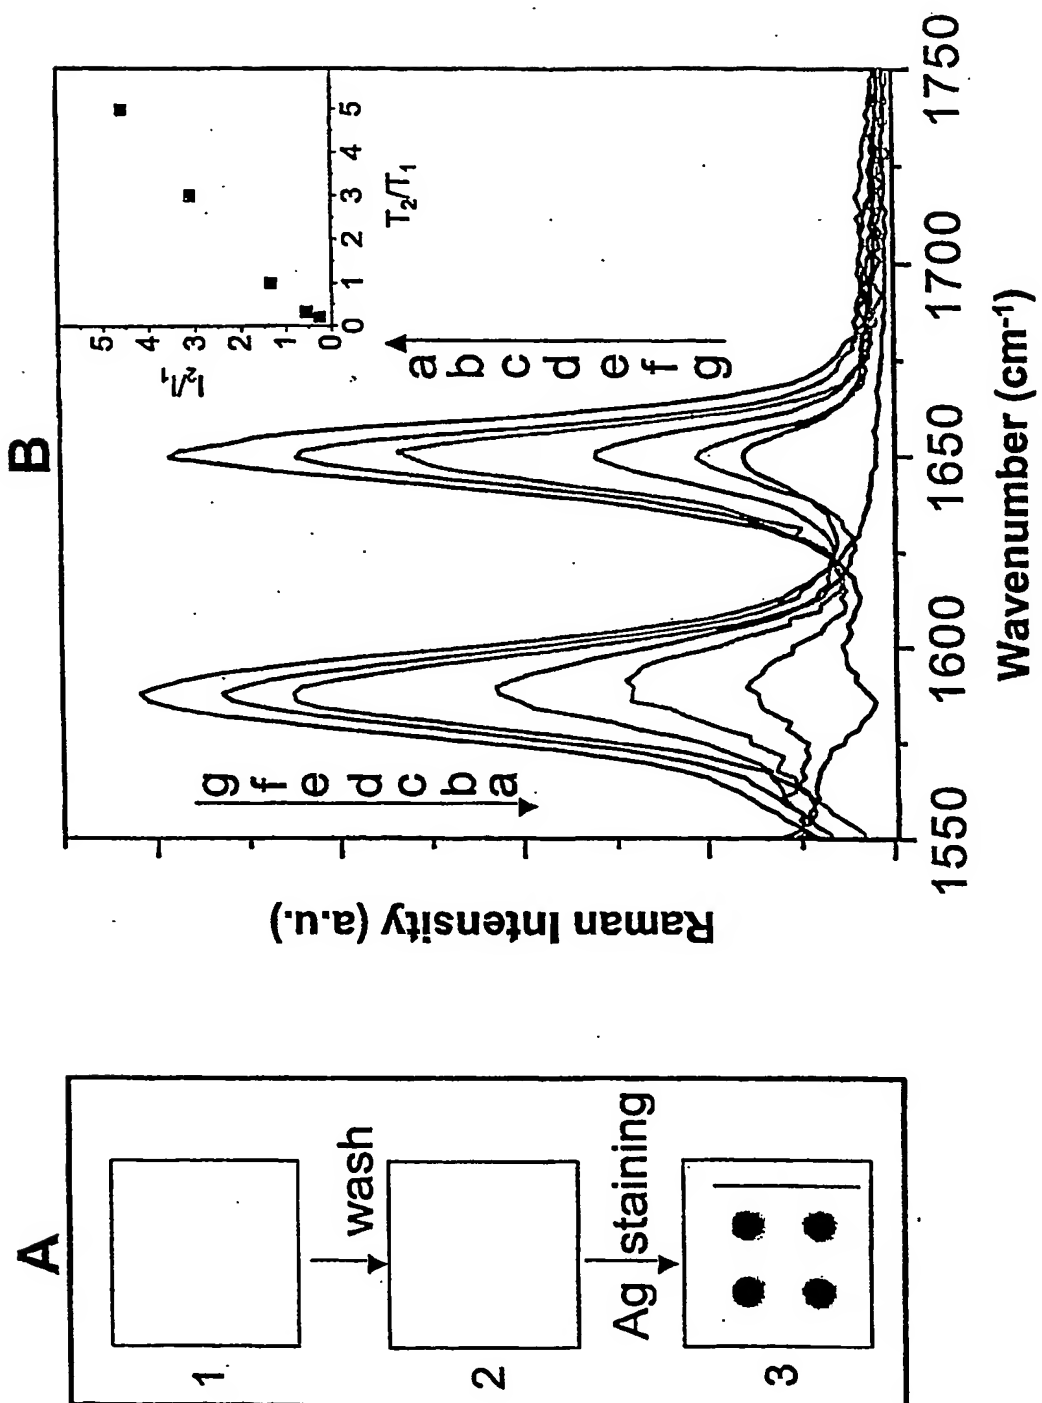 A
1
wash
2
Ag staining
3
B
Raman Intensity (a.u.)
g f e d c b a
a b c d e f g
I₂/I₁
5
4
3
2
1
0
0 1 2 3 4 5
T₂/T₁
1550 1600 1650 1700 1750
Wavenumber (cm⁻¹)